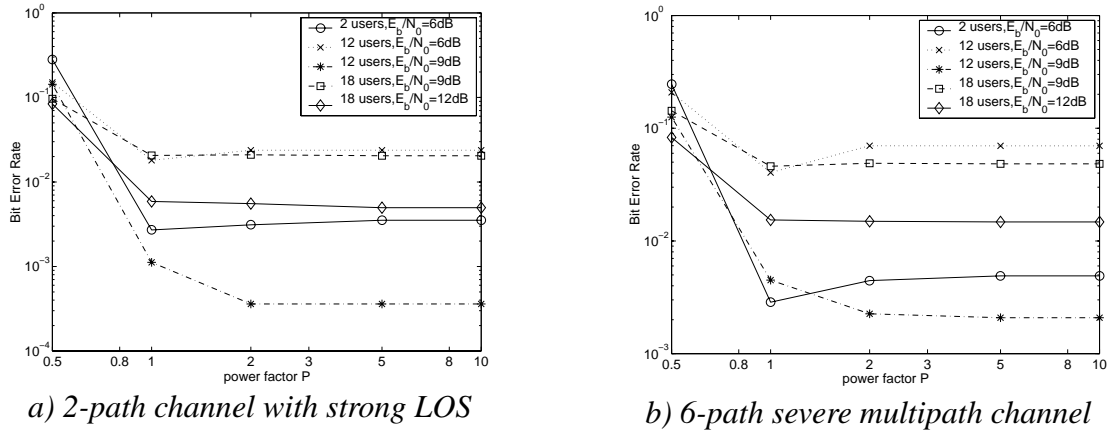 10^0
10^-1
10^-2
10^-3
10^-4
Bit Error Rate
0.5 0.8 1 2 3 5 10
power factor P
2 users,E_b/N_0=6dB
12 users,E_b/N_0=6dB
12 users,E_b/N_0=9dB
18 users,E_b/N_0=9dB
18 users,E_b/N_0=12dB
a) 2-path channel with strong LOS
10^0
10^-1
10^-2
10^-3
Bit Error Rate
0.5 0.8 1 2 3 5 10
power factor P
2 users,E_b/N_0=6dB
12 users,E_b/N_0=6dB
12 users,E_b/N_0=9dB
18 users,E_b/N_0=9dB
18 users,E_b/N_0=12dB
b) 6-path severe multipath channel